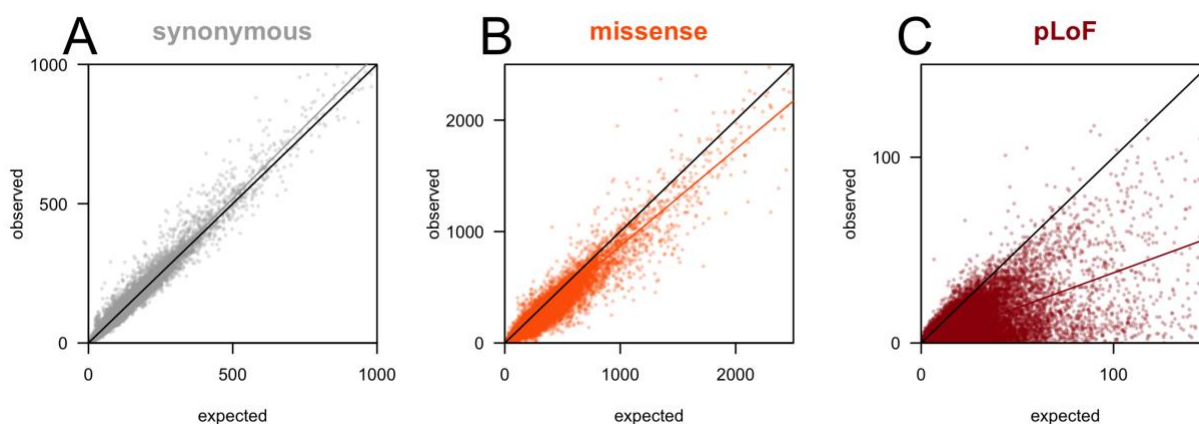 A synonymous
1000
500
0
observed
0 500 1000
expected
B missense
2000
1000
0
observed
0 1000 2000
expected
C pLoF
100
0
observed
0 100
expected